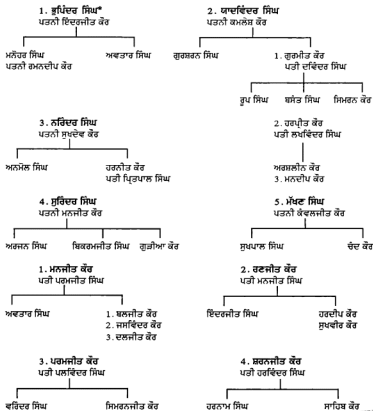 1. ਭੁਪਿੰਦਰ ਸਿੰਘ*
ਪਤਨੀ ਇੰਦਰਜੀਤ ਕੌਰ
ਮਨੋਹਰ ਸਿੰਘ
ਪਤਨੀ ਰਮਨਦੀਪ ਕੌਰ
ਅਵਤਾਰ ਸਿੰਘ
2. ਯਾਦਵਿੰਦਰ ਸਿੰਘ
ਪਤਨੀ ਕਮਲੇਸ਼ ਕੌਰ
ਗੁਰਸ਼ਰਨ ਸਿੰਘ
1. ਗੁਰਮੀਤ ਕੌਰ
ਪਤੀ ਦਵਿੰਦਰ ਸਿੰਘ
ਰੂਪ ਸਿੰਘ
ਬਸੰਤ ਸਿੰਘ
ਸਿਮਰਨ ਕੌਰ
2. ਹਰਪ੍ਰੀਤ ਕੌਰ
ਪਤੀ ਲਖਵਿੰਦਰ ਸਿੰਘ
ਅਰਸ਼ਲੀਨ ਕੌਰ
3. ਮਨਦੀਪ ਕੌਰ
3. ਨਰਿੰਦਰ ਸਿੰਘ
ਪਤਨੀ ਸੁਖਦੇਵ ਕੌਰ
ਅਨਮੋਲ ਸਿੰਘ
ਹਰਨੀਤ ਕੌਰ
ਪਤੀ ਪ੍ਰਿਤਪਾਲ ਸਿੰਘ
4. ਸੁਰਿੰਦਰ ਸਿੰਘ
ਪਤਨੀ ਮਨਜੀਤ ਕੌਰ
ਅਰਜਨ ਸਿੰਘ
ਬਿਕਰਮਜੀਤ ਸਿੰਘ
ਗੁੜੀਆ ਕੌਰ
5. ਮੱਖਣ ਸਿੰਘ
ਪਤਨੀ ਕੰਵਲਜੀਤ ਕੌਰ
ਸੁਖਪਾਲ ਸਿੰਘ
ਚੰਦ ਕੌਰ
1. ਮਨਜੀਤ ਕੌਰ
ਪਤੀ ਪਰਮਜੀਤ ਸਿੰਘ
ਅਵਤਾਰ ਸਿੰਘ
1. ਬਲਜੀਤ ਕੌਰ
2. ਜਸਵਿੰਦਰ ਕੌਰ
3. ਦਲਜੀਤ ਕੌਰ
2. ਰਣਜੀਤ ਕੌਰ
ਪਤੀ ਮਨਜੀਤ ਸਿੰਘ
ਇੰਦਰਜੀਤ ਸਿੰਘ
ਹਰਦੀਪ ਕੌਰ
ਸੁਖਵੀਰ ਕੌਰ
3. ਪਰਮਜੀਤ ਕੌਰ
ਪਤੀ ਪਲਵਿੰਦਰ ਸਿੰਘ
ਵਰਿੰਦਰ ਸਿੰਘ
ਸਿਮਰਨਜੀਤ ਕੌਰ
4. ਸ਼ਰਨਜੀਤ ਕੌਰ
ਪਤੀ ਹਰਵਿੰਦਰ ਸਿੰਘ
ਹਰਨਾਮ ਸਿੰਘ
ਸਾਹਿਬ ਕੌਰ